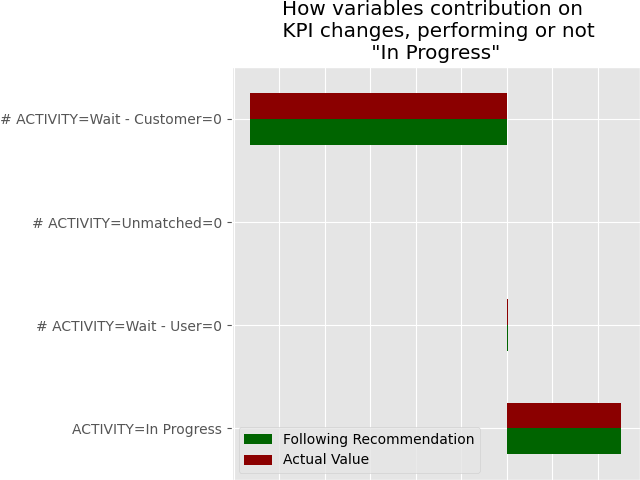 How variables contribution on
KPI changes, performing or not
"In Progress"
# ACTIVITY=Wait - Customer=0
# ACTIVITY=Unmatched=0
# ACTIVITY=Wait - User=0
ACTIVITY=In Progress
Following Recommendation
Actual Value